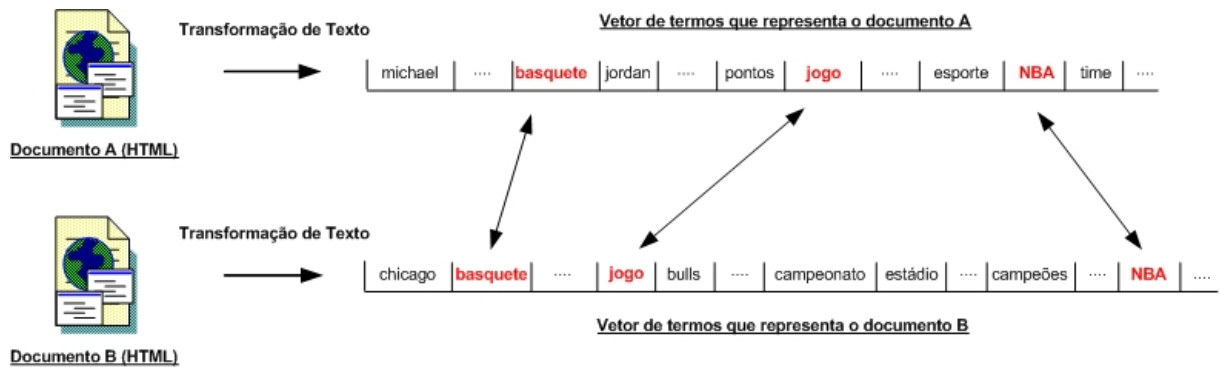 Vetor de termos que representa o documento A
Transformação de Texto
michael .... basquete jordan .... pontos jogo .... esporte NBA time ....
Documento A (HTML)
Transformação de Texto
chicago basquete .... jogo bulls .... campeonato estádio .... campeões .... NBA ....
Vetor de termos que representa o documento B
Documento B (HTML)